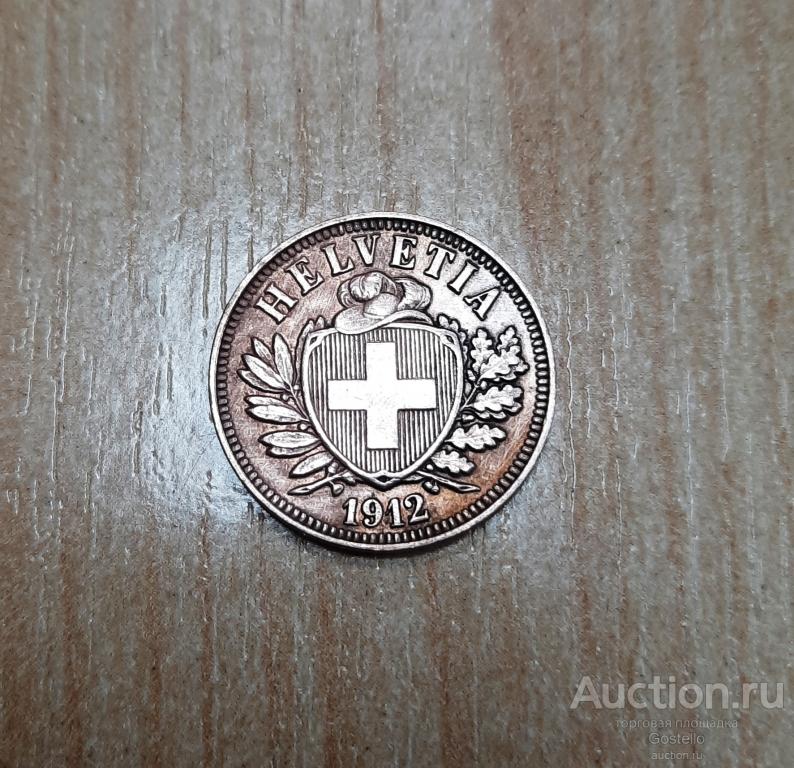 HELVETIA
1912
Auction.ru
торговая площадка
Gostello
auction.ru